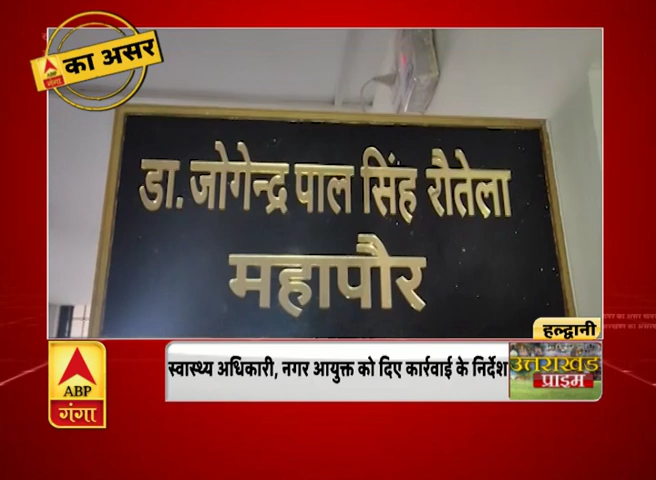 ABP गंगा का असर
डा. जोगेन्द्र पाल सिंह रौतेला
महापौर
हल्द्वानी
स्वास्थ्य अधिकारी, नगर आयुक्त को दिए कार्रवाई के निर्देश
उत्तराखंड
प्राइम
ABP
गंगा